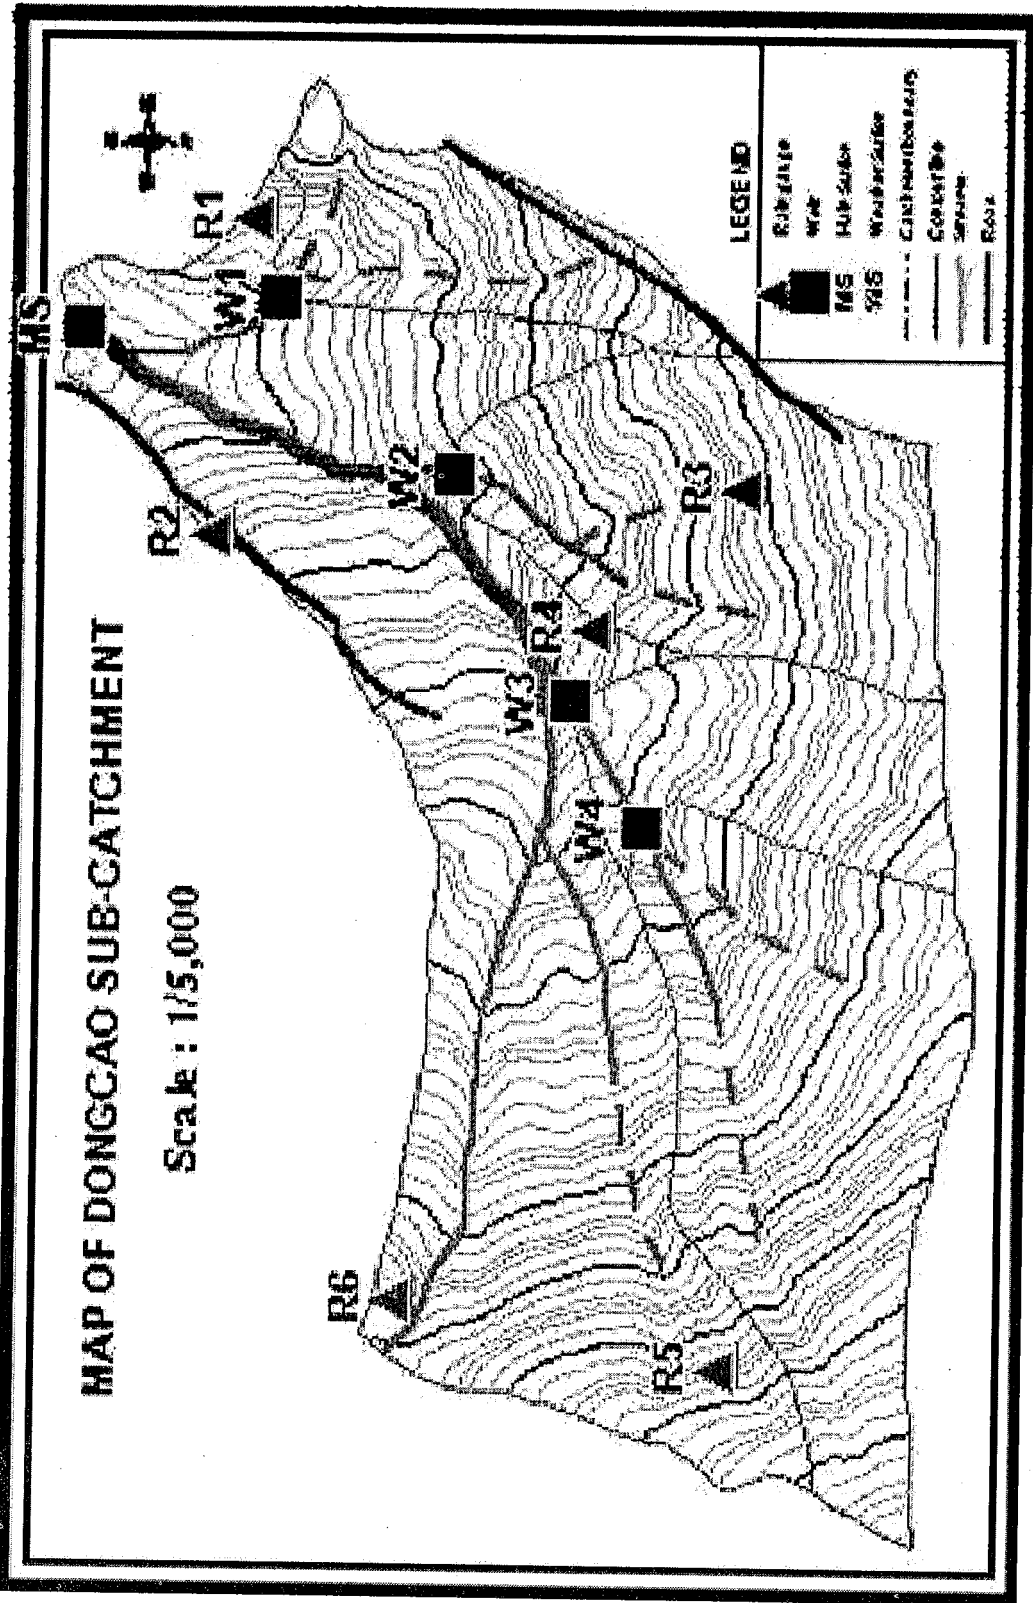 MAP OF DONGCAO SUB-CATCHMENT
Scale : 1/5,000
MS
R1
W1
R2
W2
R3
R4
W3
W4
R6
R5
LEGEND
MS
WS
Road